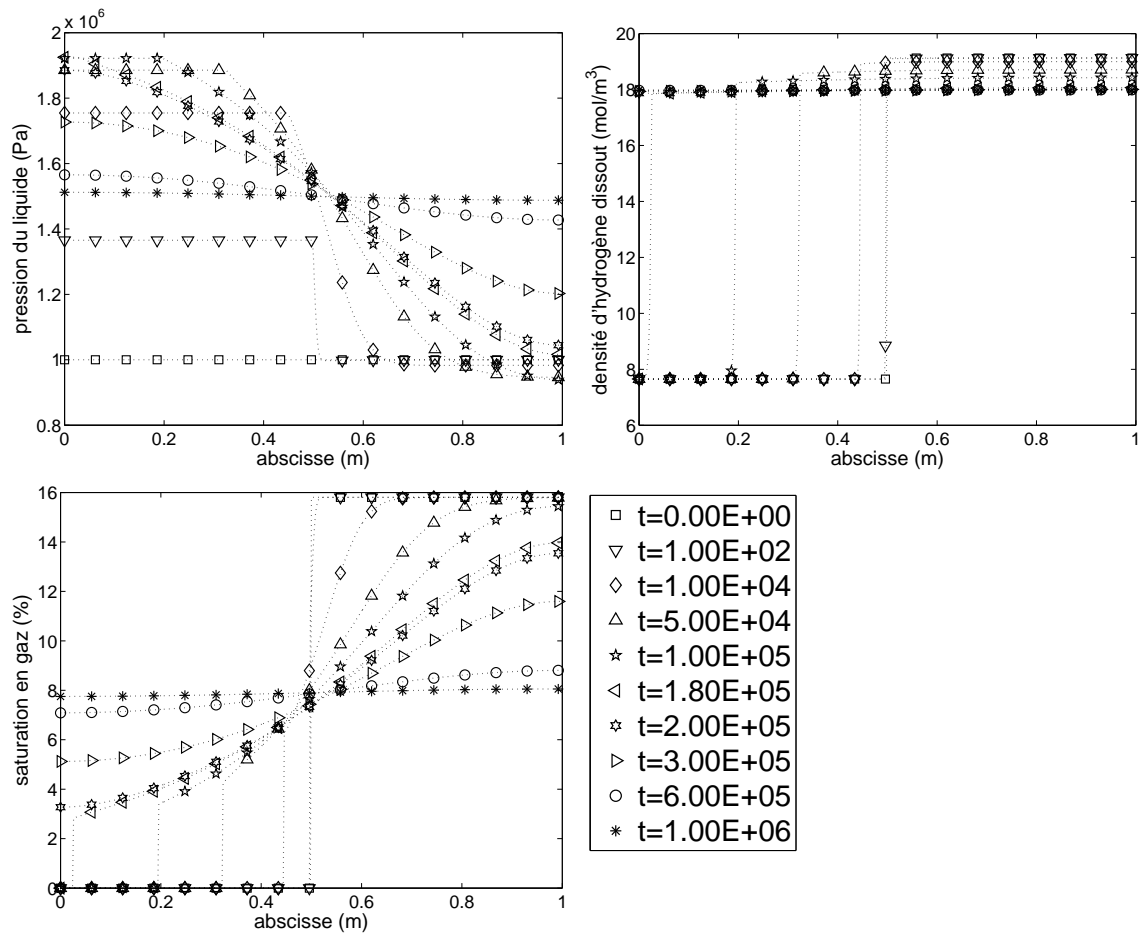 x 10⁶
2
1.8
1.6
1.4
1.2
1
0.8
0 0.2 0.4 0.6 0.8 1
pression du liquide (Pa)
abscisse (m)
20
18
16
14
12
10
8
6
0 0.2 0.4 0.6 0.8 1
densité d'hydrogène dissout (mol/m³)
abscisse (m)
16
14
12
10
8
6
4
2
0
0 0.2 0.4 0.6 0.8 1
saturation en gaz (%)
abscisse (m)
t=0.00E+00
t=1.00E+02
t=1.00E+04
t=5.00E+04
t=1.00E+05
t=1.80E+05
t=2.00E+05
t=3.00E+05
t=6.00E+05
t=1.00E+06